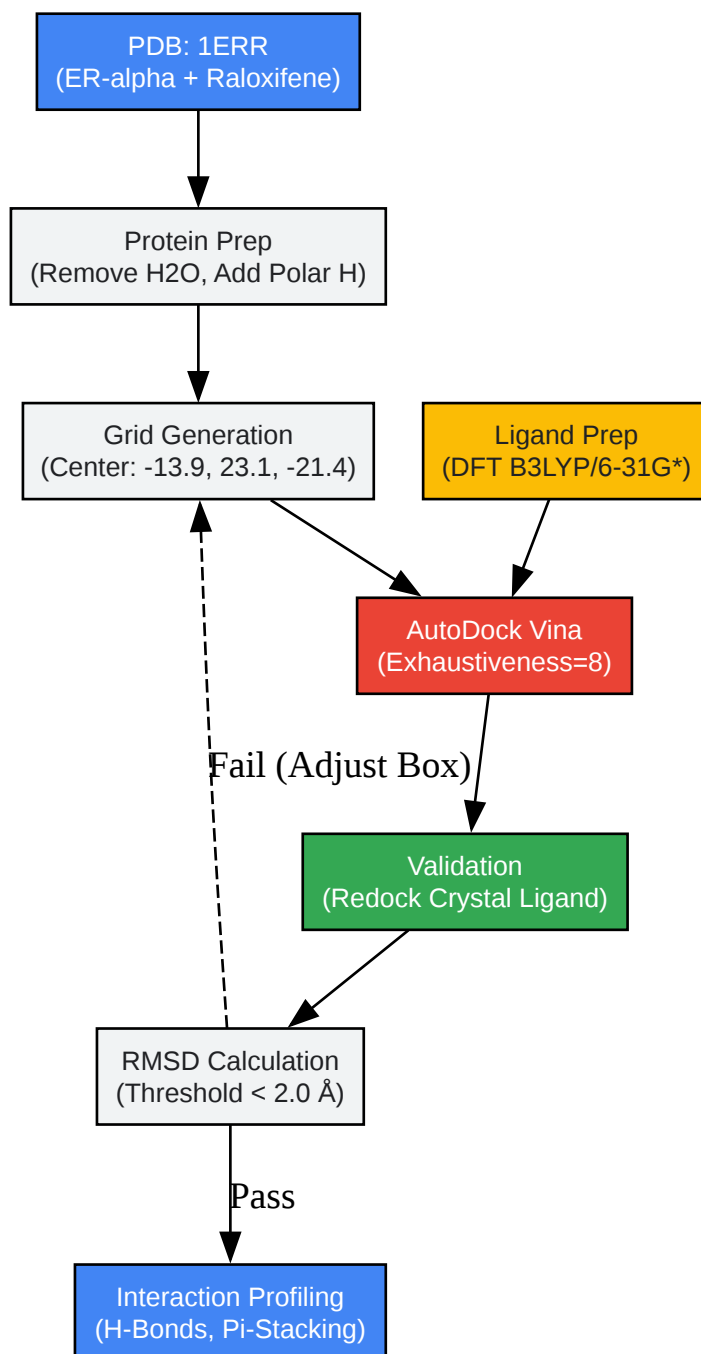 PDB: 1ERR
(ER-alpha + Raloxifene)
Protein Prep
(Remove H2O, Add Polar H)
Grid Generation
(Center: -13.9, 23.1, -21.4)
Ligand Prep
(DFT B3LYP/6-31G*)
AutoDock Vina
(Exhaustiveness=8)
Fail (Adjust Box)
Validation
(Redock Crystal Ligand)
RMSD Calculation
(Threshold < 2.0 Å)
Pass
Interaction Profiling
(H-Bonds, Pi-Stacking)